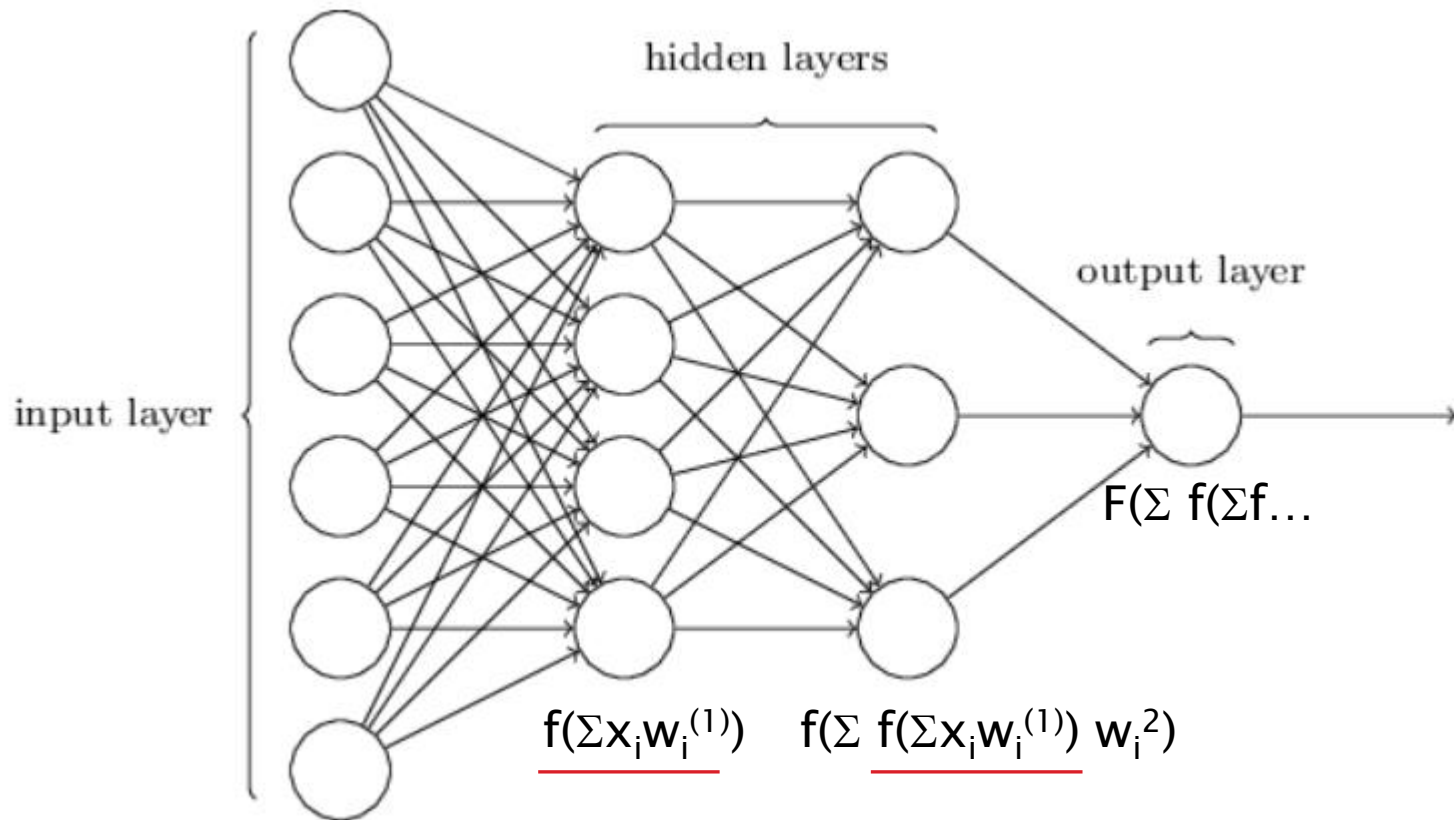 hidden layers
output layer
input layer
F(Σ f(Σf…
f(Σxᵢwᵢ⁽¹⁾)
f(Σ f(Σxᵢwᵢ⁽¹⁾) wᵢ²)